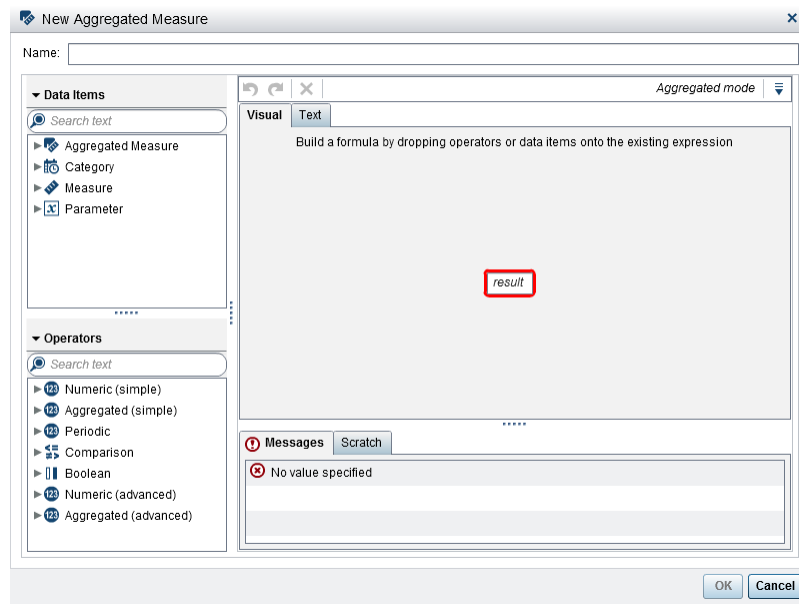 New Aggregated Measure
Name:
Data Items
Search text
Aggregated Measure
Category
Measure
Parameter
Operators
Search text
Numeric (simple)
Aggregated (simple)
Periodic
Comparison
Boolean
Numeric (advanced)
Aggregated (advanced)
Aggregated mode
Visual Text
Build a formula by dropping operators or data items onto the existing expression
result
Messages Scratch
No value specified
OK Cancel